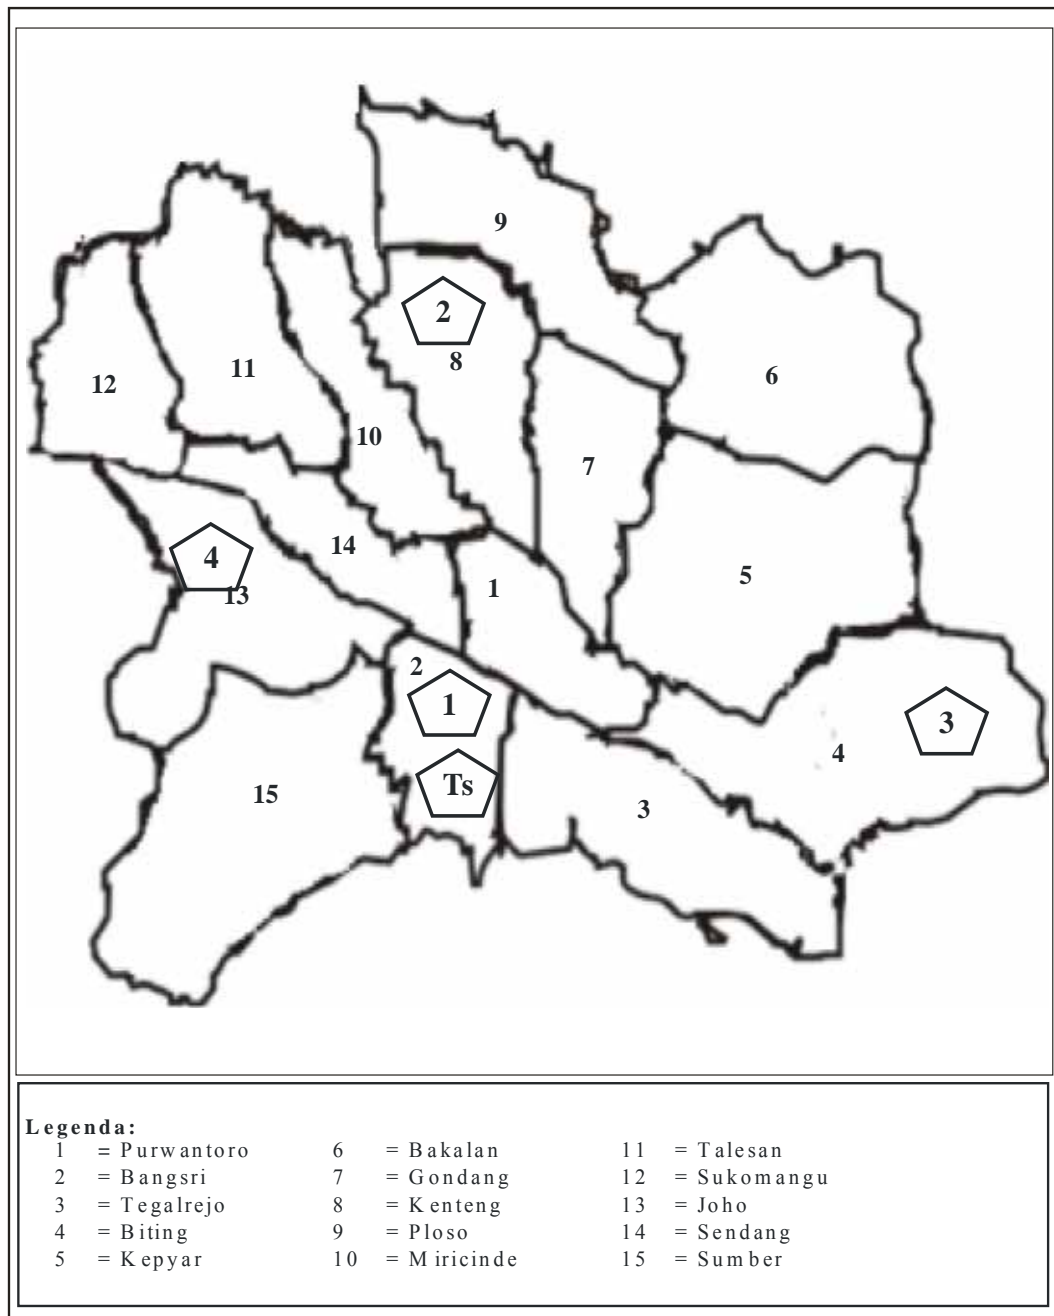 9
2
8
6
12
11
10
7
14
4
13
1
5
2
1
3
4
Ts
15
3
Legenda:
1 = Purwantoro 6 = Bakalan 11 = Talesan
2 = Bangsri 7 = Gondang 12 = Sukomangu
3 = Tegalrejo 8 = Kenteng 13 = Joho
4 = Biting 9 = Ploso 14 = Sendang
5 = Kepyar 10 = Miricinde 15 = Sumber